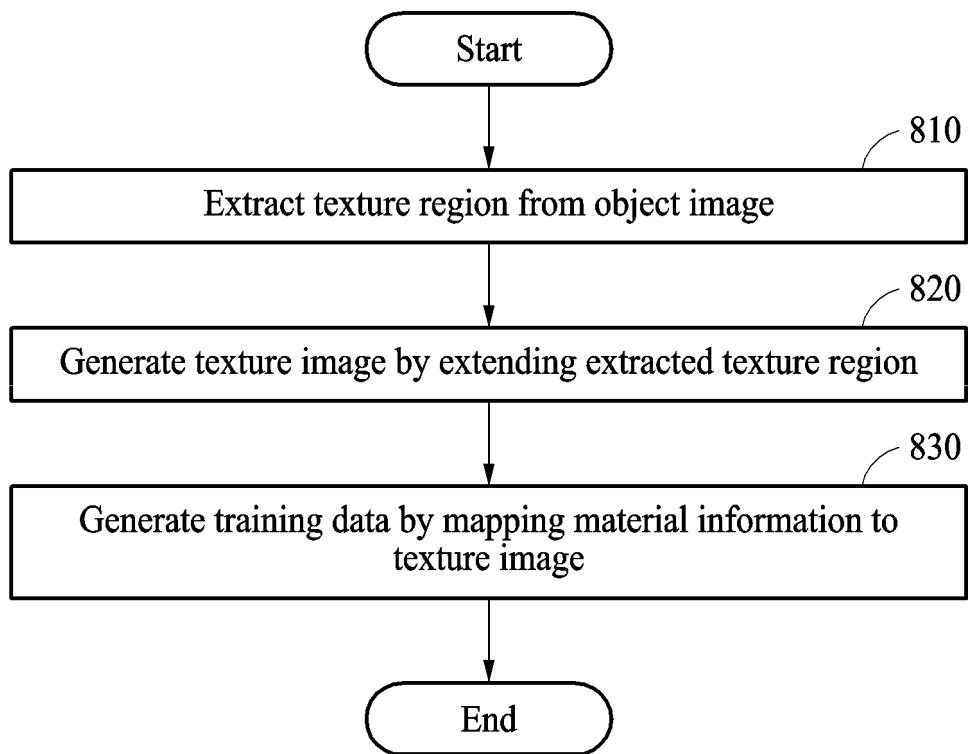 Start
810
Extract texture region from object image
820
Generate texture image by extending extracted texture region
830
Generate training data by mapping material information to
texture image
End